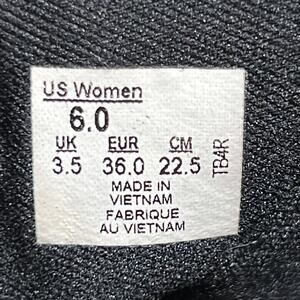 US Women
6.0
UK EUR CM
3.5 36.0 22.5
MADE IN
VIETNAM
FABRIQUE
AU VIETNAM
TB4R